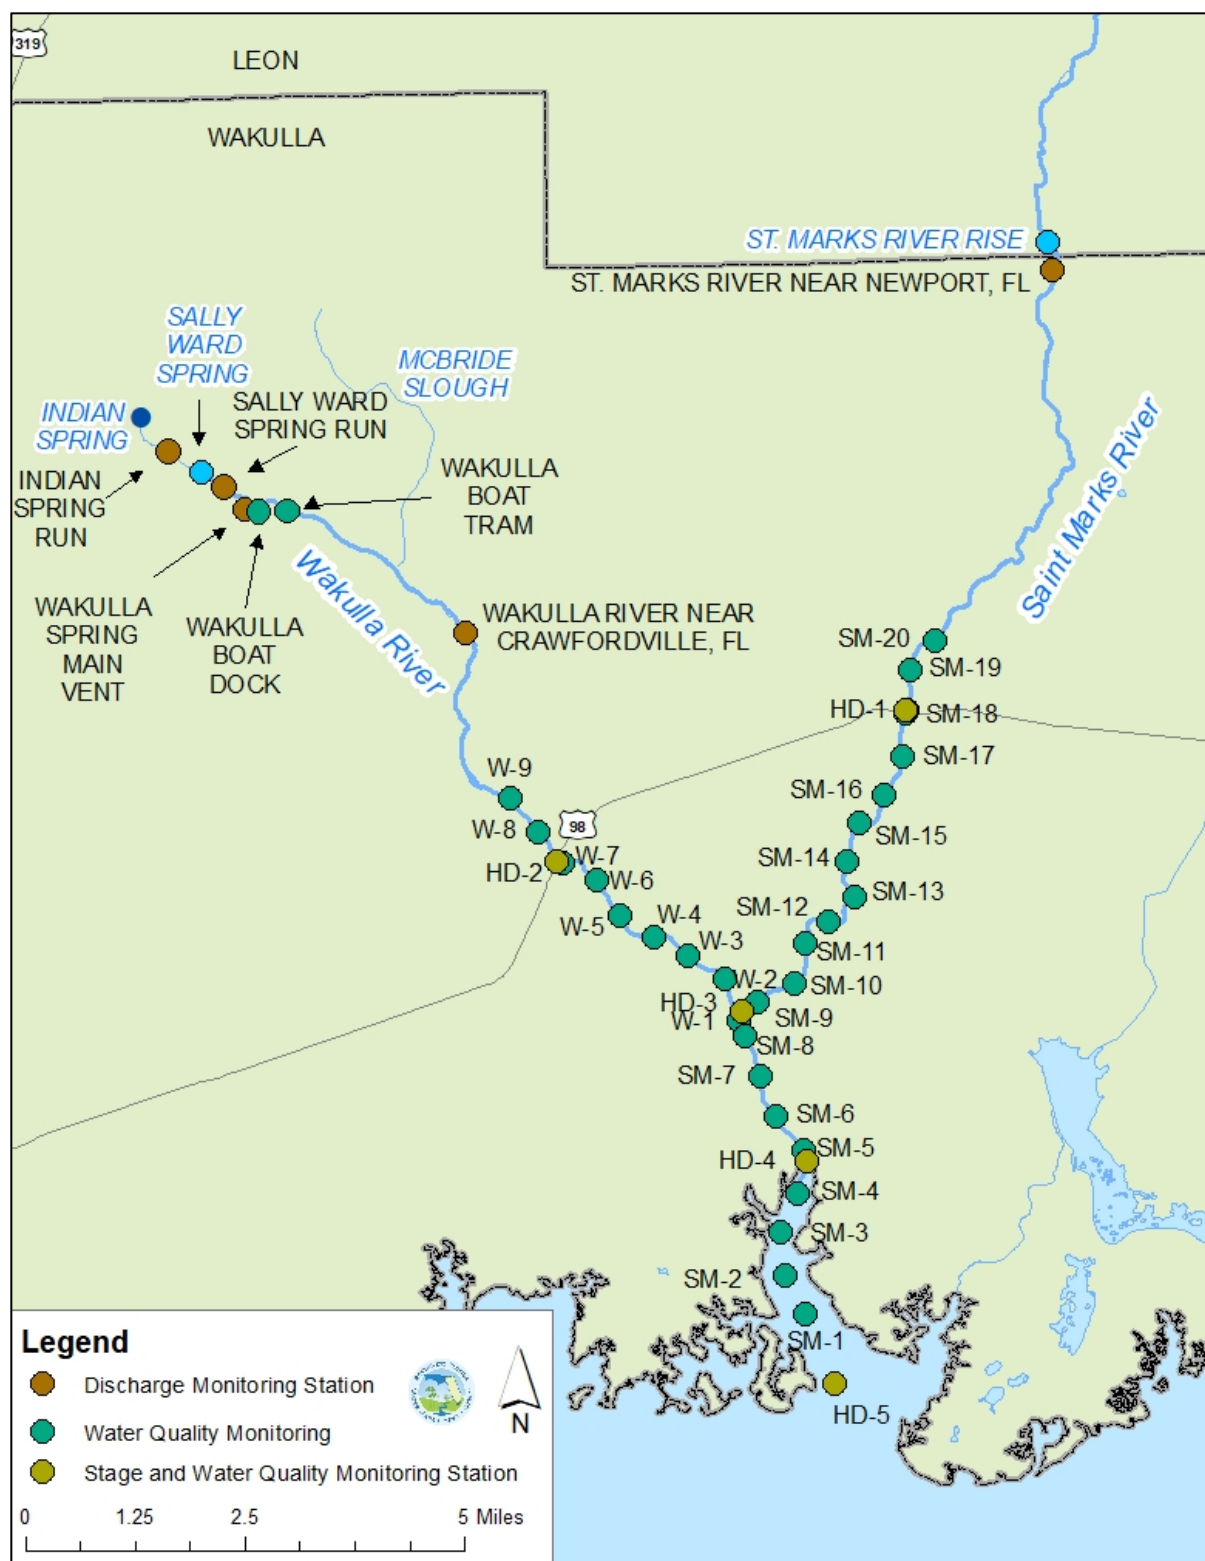 319
LEON
WAKULLA
ST. MARKS RIVER RISE
ST. MARKS RIVER NEAR NEWPORT, FL
SALLY
WARD
SPRING
MCBRIDE
SLOUGH
INDIAN
SPRING
SALLY WARD
SPRING RUN
INDIAN
SPRING
RUN
WAKULLA
BOAT
TRAM
Saint Marks River
Wakulla River
WAKULLA
SPRING
MAIN
VENT
WAKULLA
BOAT
DOCK
WAKULLA RIVER NEAR
CRAWFORDVILLE, FL
SM-20
SM-19
HD-1
SM-18
SM-17
W-9
SM-16
98
W-8
SM-15
W-7
HD-2
SM-14
W-6
SM-13
W-5
W-4
SM-12
W-3
SM-11
W-2
SM-10
HD-3
W-1
SM-9
SM-8
SM-7
SM-6
SM-5
HD-4
SM-4
SM-3
SM-2
SM-1
HD-5
Legend
Discharge Monitoring Station
Water Quality Monitoring
Stage and Water Quality Monitoring Station
N
0 1.25 2.5 5 Miles